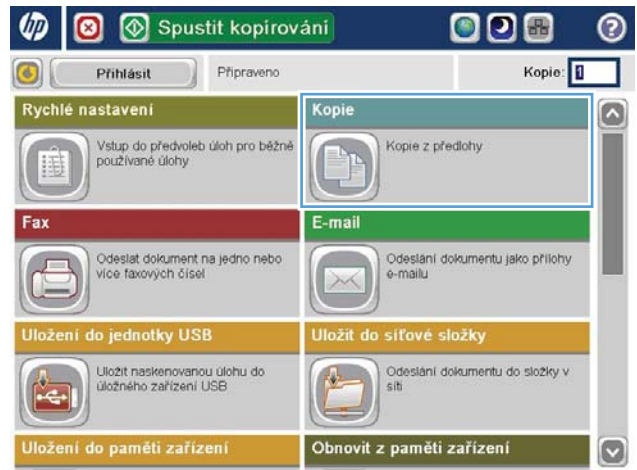 hp Spustit kopírování ?
Přihlásit Připraveno Kopie: 1
Rychlé nastavení
Vstup do předvoleb úloh pro běžně
používané úlohy
Kopie
Kopie z předlohy
Fax
Odeslat dokument na jedno nebo
více faxových čísel
E-mail
Odeslání dokumentu jako přílohy
e-mailu
Uložení do jednotky USB
Uložit naskenovanou úlohu do
úložného zařízení USB
Uložit do síťové složky
Odeslání dokumentu do složky v
síti
Uložení do paměti zařízení
Obnovit z paměti zařízení